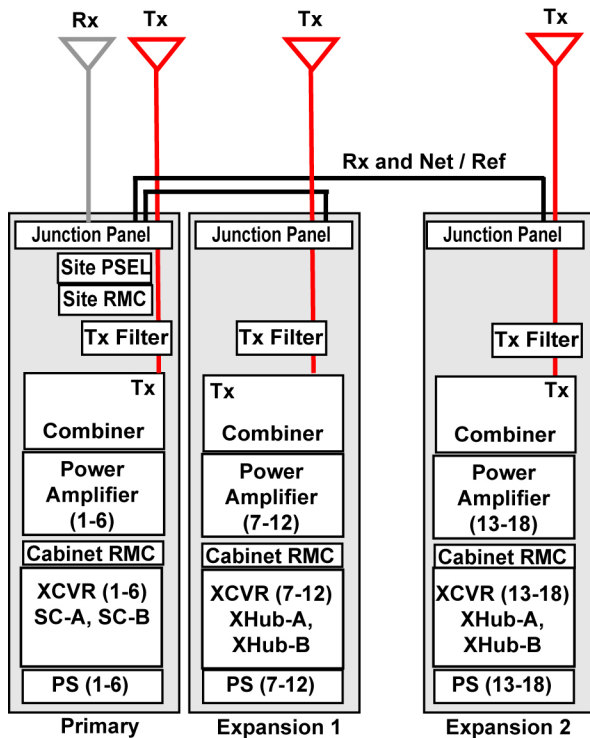 Rx
Tx
Tx
Tx
Rx and Net / Ref
Junction Panel
Site PSEL
Site RMC
Tx Filter
Tx
Combiner
Power
Amplifier
(1-6)
Cabinet RMC
XCVR (1-6)
SC-A, SC-B
PS (1-6)
Primary
Junction Panel
Tx Filter
Tx
Combiner
Power
Amplifier
(7-12)
Cabinet RMC
XCVR (7-12)
XHub-A,
XHub-B
PS (7-12)
Expansion 1
Junction Panel
Tx Filter
Tx
Combiner
Power
Amplifier
(13-18)
Cabinet RMC
XCVR (13-18)
XHub-A,
XHub-B
PS (13-18)
Expansion 2